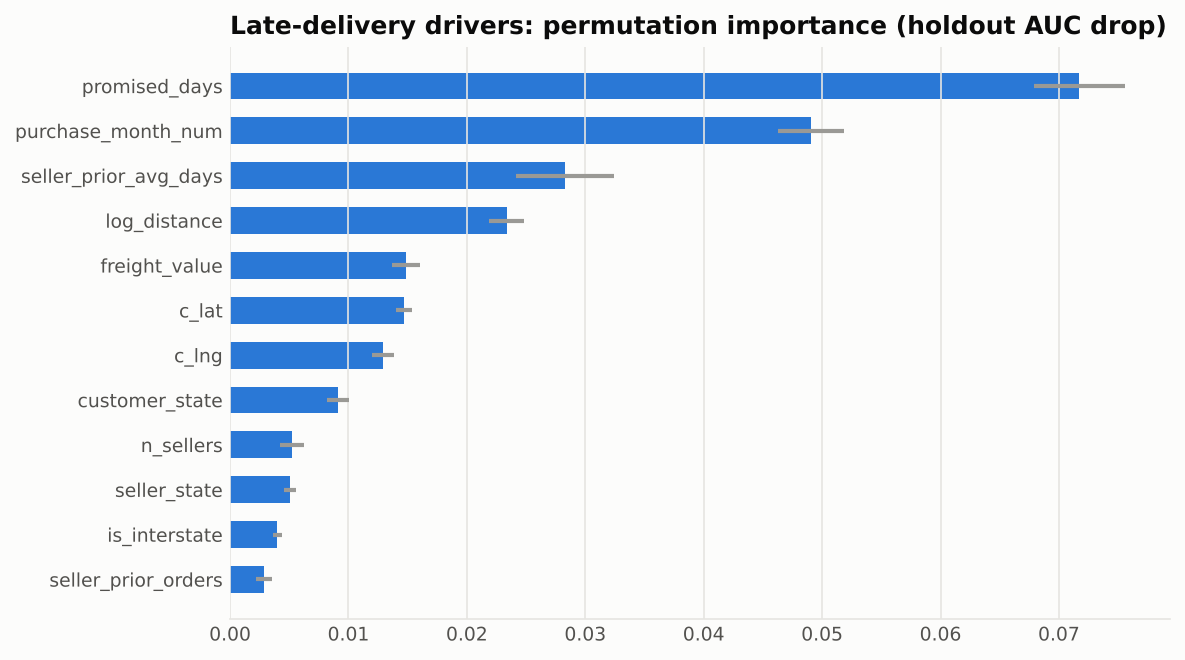 Late-delivery drivers: permutation importance (holdout AUC drop)
promised_days
purchase_month_num
seller_prior_avg_days
log_distance
freight_value
c_lat
c_lng
customer_state
n_sellers
seller_state
is_interstate
seller_prior_orders
0.00 0.01 0.02 0.03 0.04 0.05 0.06 0.07